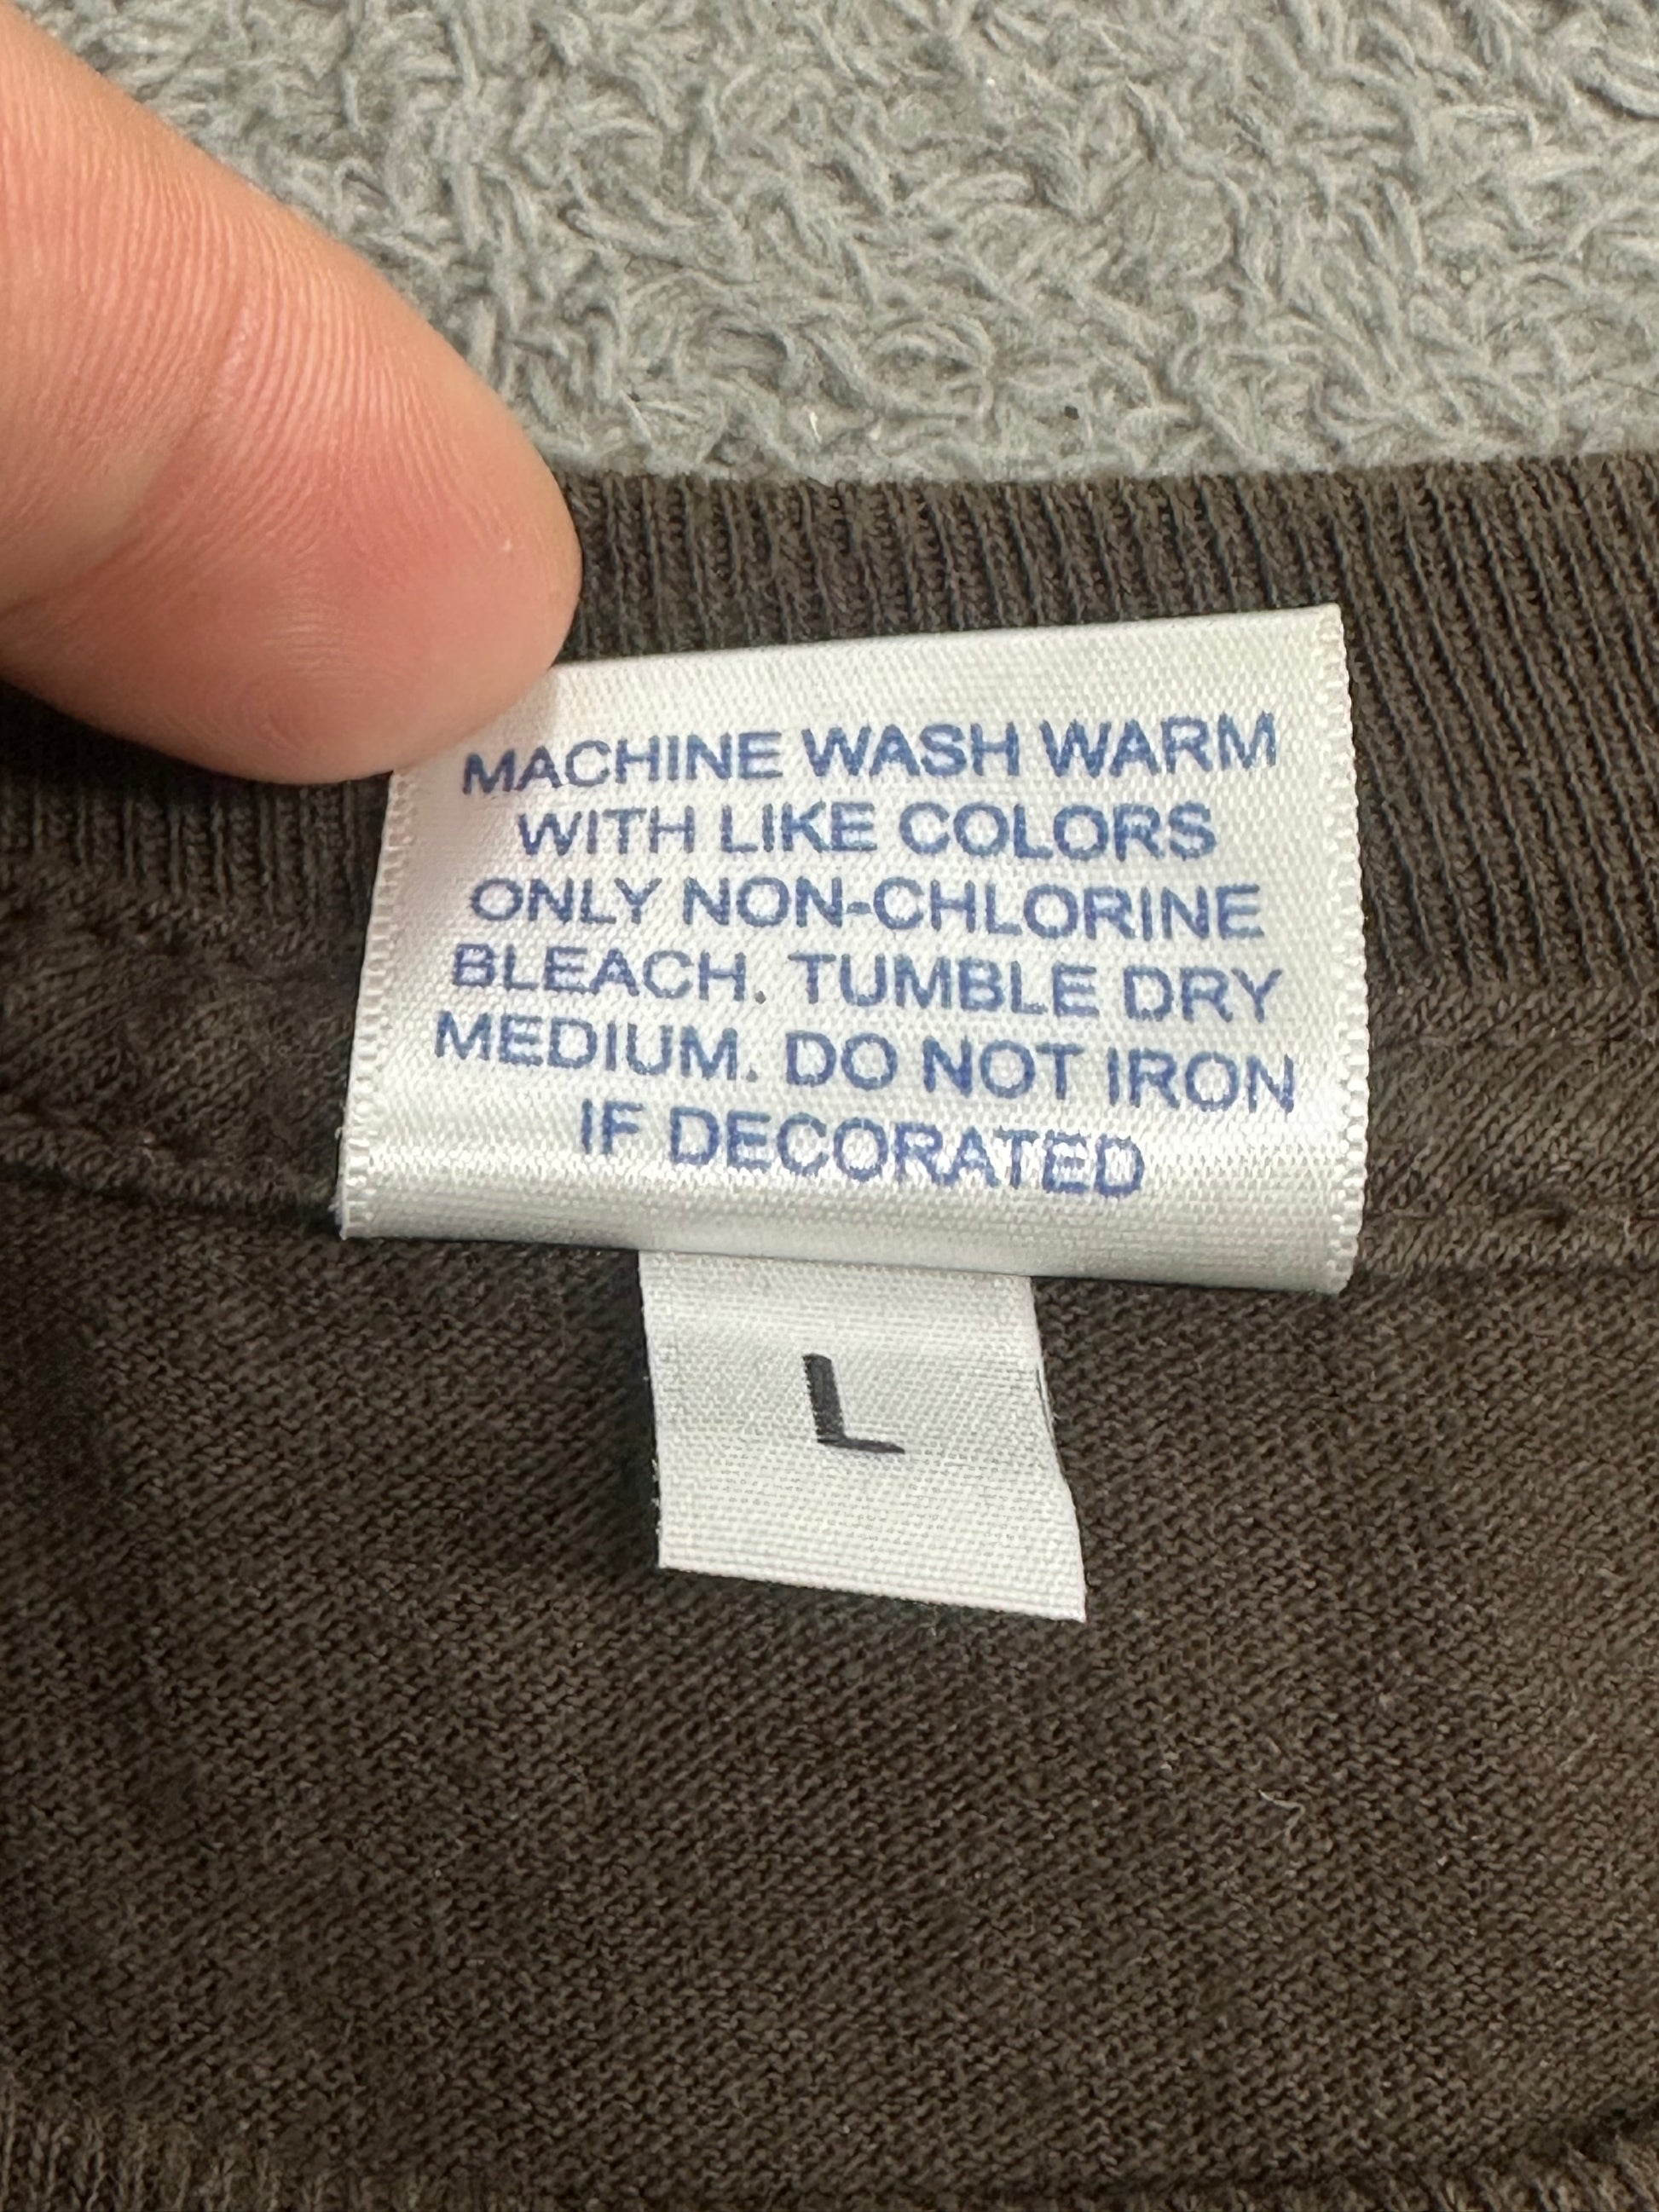 MACHINE WASH WARM
WITH LIKE COLORS
ONLY NON-CHLORINE
BLEACH. TUMBLE DRY
MEDIUM. DO NOT IRON
IF DECORATED
L